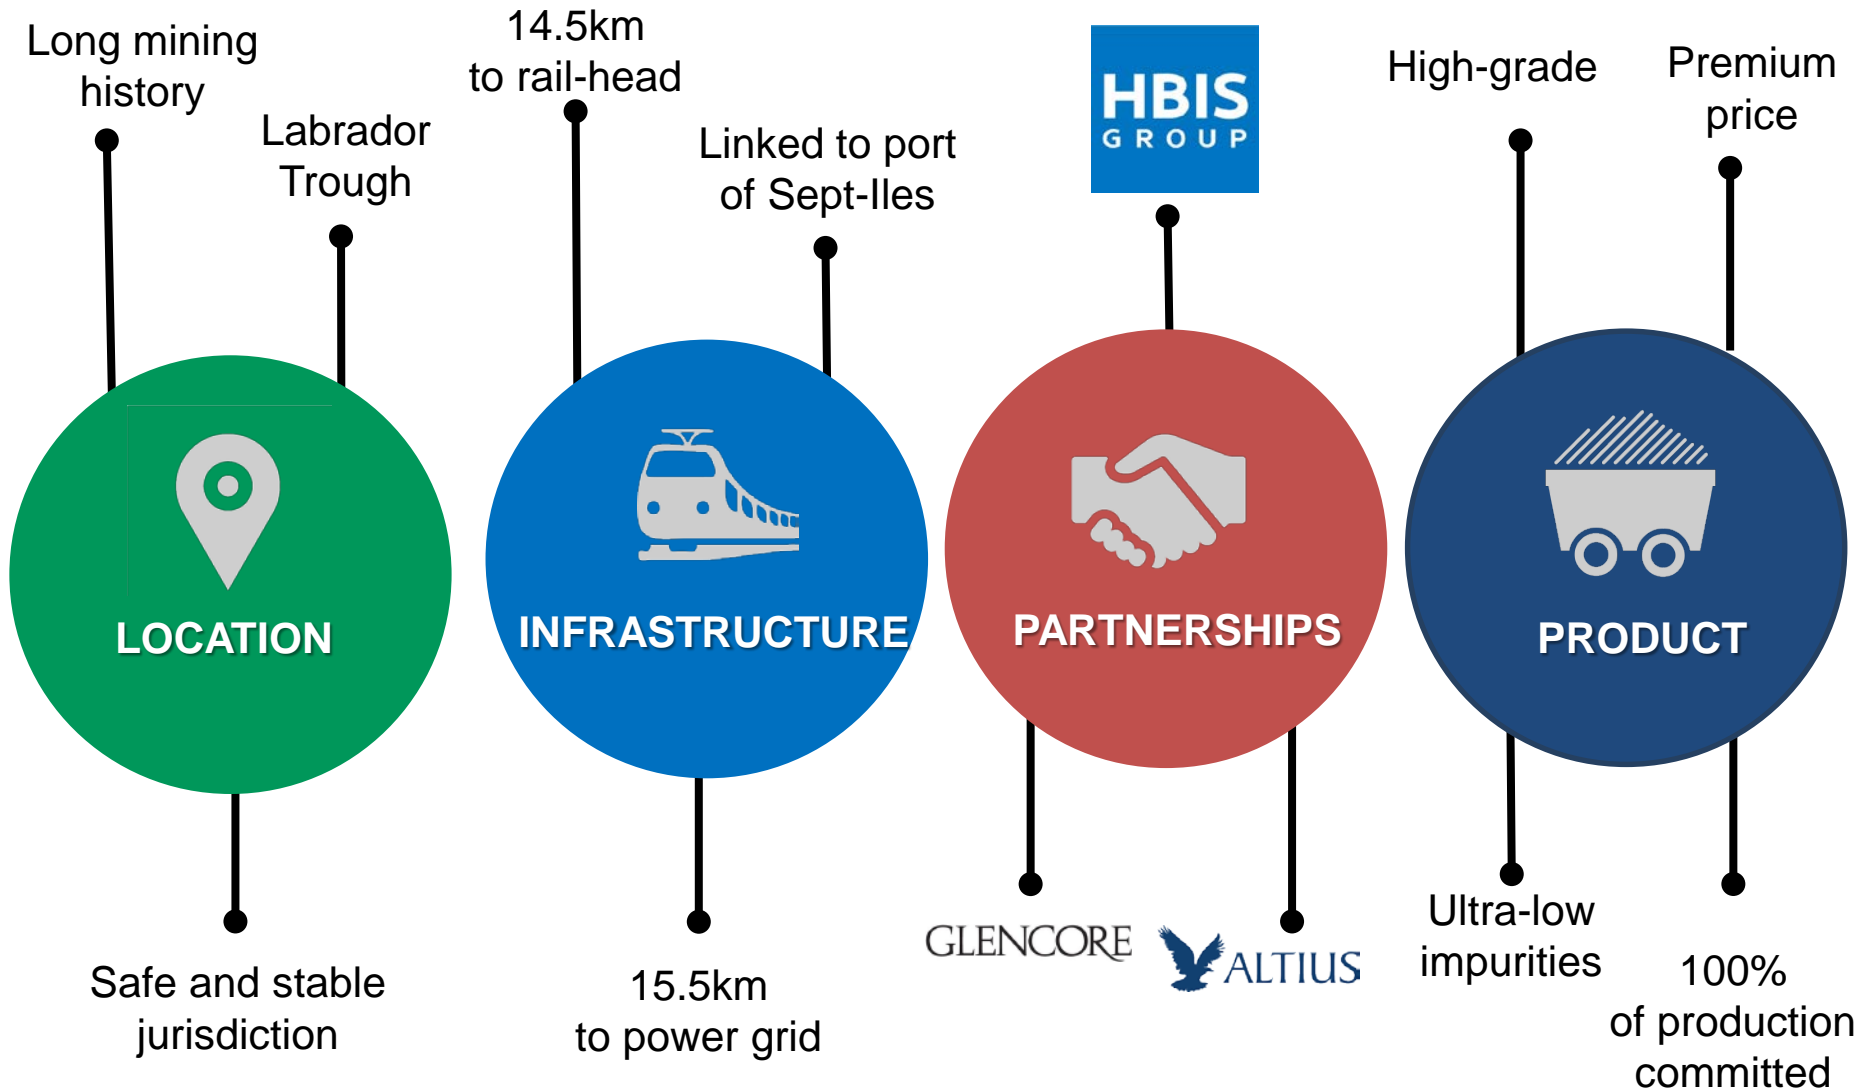 Long mining
history
Labrador
Trough
LOCATION
Safe and stable
jurisdiction
14.5km
to rail-head
Linked to port
of Sept-Iles
INFRASTRUCTURE
15.5km
to power grid
HBIS
GROUP
PARTNERSHIPS
GLENCORE
ALTIUS
High-grade
Premium
price
PRODUCT
Ultra-low
impurities
100%
of production
committed